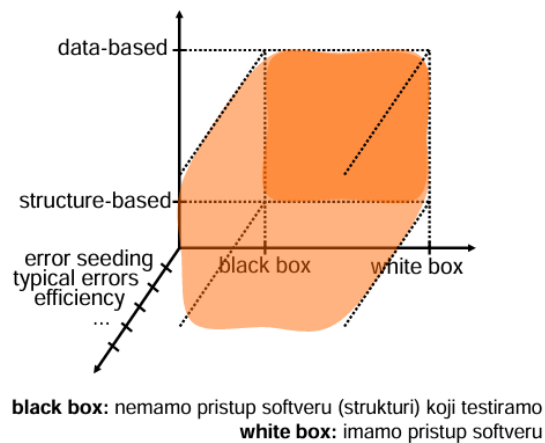 data-based
structure-based
error seeding
typical errors
efficiency
...
black box
white box
black box: nemamo pristup softveru (strukturi) koji testiramo
white box: imamo pristup softveru